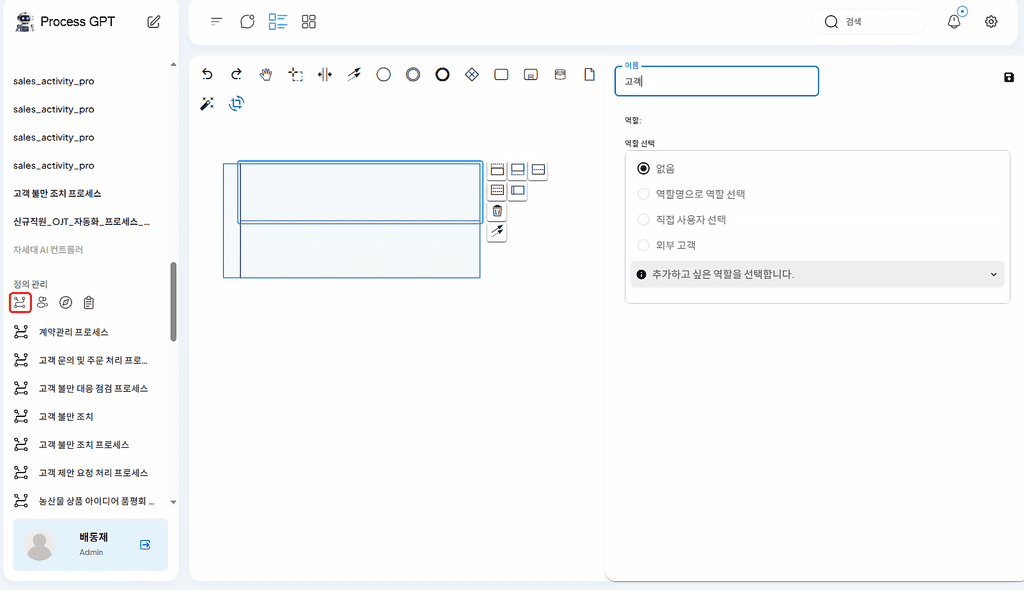 Process GPT
검색
sales_activity_pro
sales_activity_pro
sales_activity_pro
sales_activity_pro
고객 불만 조치 프로세스
신규직원_OJT_자동화_프로세스_...
차세대 AI 컨트롤러
정의 관리
계약관리 프로세스
고객 문의 및 주문 처리 프로...
고객 불만 대응 점검 프로세스
고객 불만 조치
고객 불만 조치 프로세스
고객 제안 요청 처리 프로세스
농산물 상품 아이디어 품평회 ...
배동제
Admin
이름
고객
역할:
역할 선택
없음
역할명으로 역할 선택
직접 사용자 선택
외부 고객
추가하고 싶은 역할을 선택합니다.